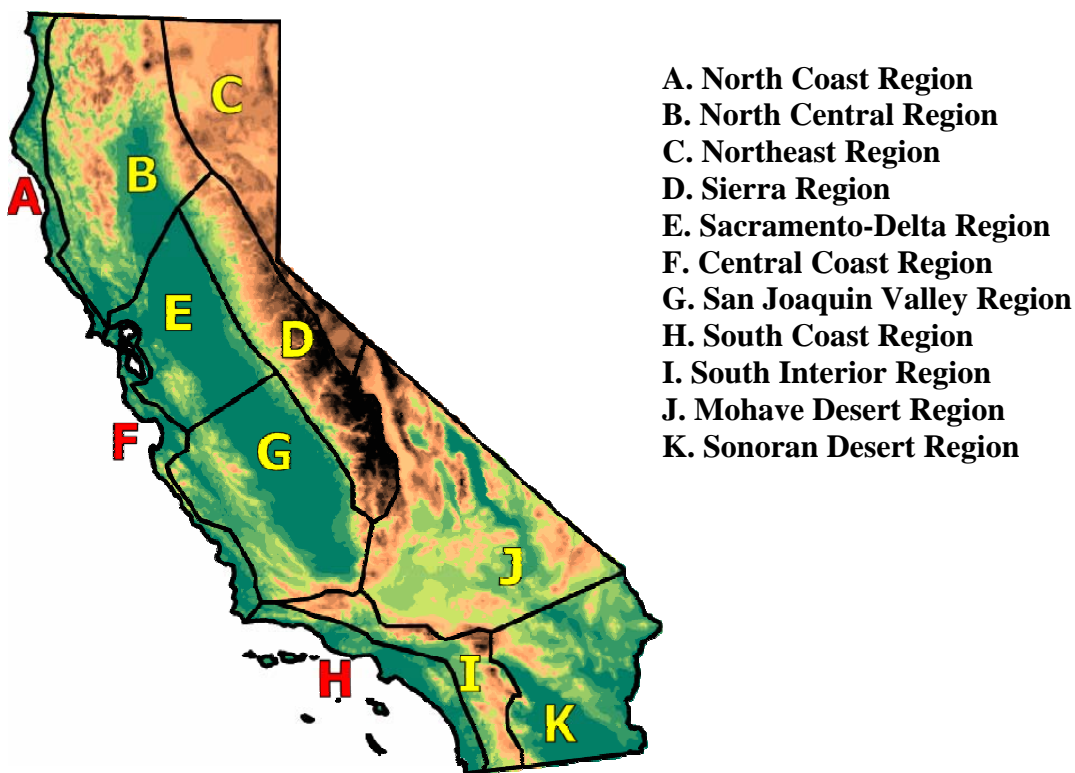 A. North Coast Region
B. North Central Region
C. Northeast Region
D. Sierra Region
E. Sacramento-Delta Region
F. Central Coast Region
G. San Joaquin Valley Region
H. South Coast Region
I. South Interior Region
J. Mohave Desert Region
K. Sonoran Desert Region
C
B
A
E
D
F
G
J
H
I
K